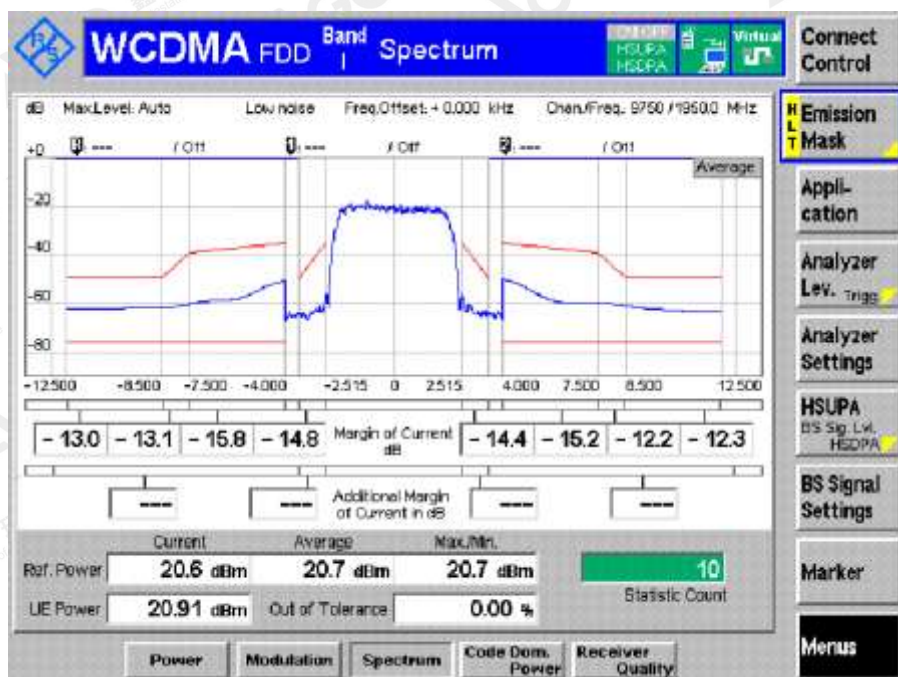 WCDMA FDD Band I Spectrum
HSUPA
HSDPA
Virtual
Connect Control
dB Max.Level: Auto Low noise Freq.Offset: + 0.000 kHz Chan./Freq.: 9750 / 1950.0 MHz
HLT
Emission Mask
+0 --- / Off 1: --- / Off 2: --- / Off
Average
Appli-
cation
-20
-40
Analyzer
Lev. Trigg.
-60
Analyzer
Settings
-80
-12.500 -8.500 -7.500 -4.000 -2.515 0 2.515 4.000 7.500 8.500 12.500
HSUPA
BS Sig. Lvl.
HSDPA
- 13.0 - 13.1 - 15.8 - 14.8 Margin of Current dB - 14.4 - 15.2 - 12.2 - 12.3
BS Signal
Settings
--- --- Additional Margin of Current in dB --- ---
Current Average Max./Min.
Ref. Power 20.6 dBm 20.7 dBm 20.7 dBm 10
Statistic Count
Marker
UE Power 20.91 dBm Out of Tolerance 0.00 %
Menus
Power Modulation Spectrum Code Dom. Power Receiver Quality